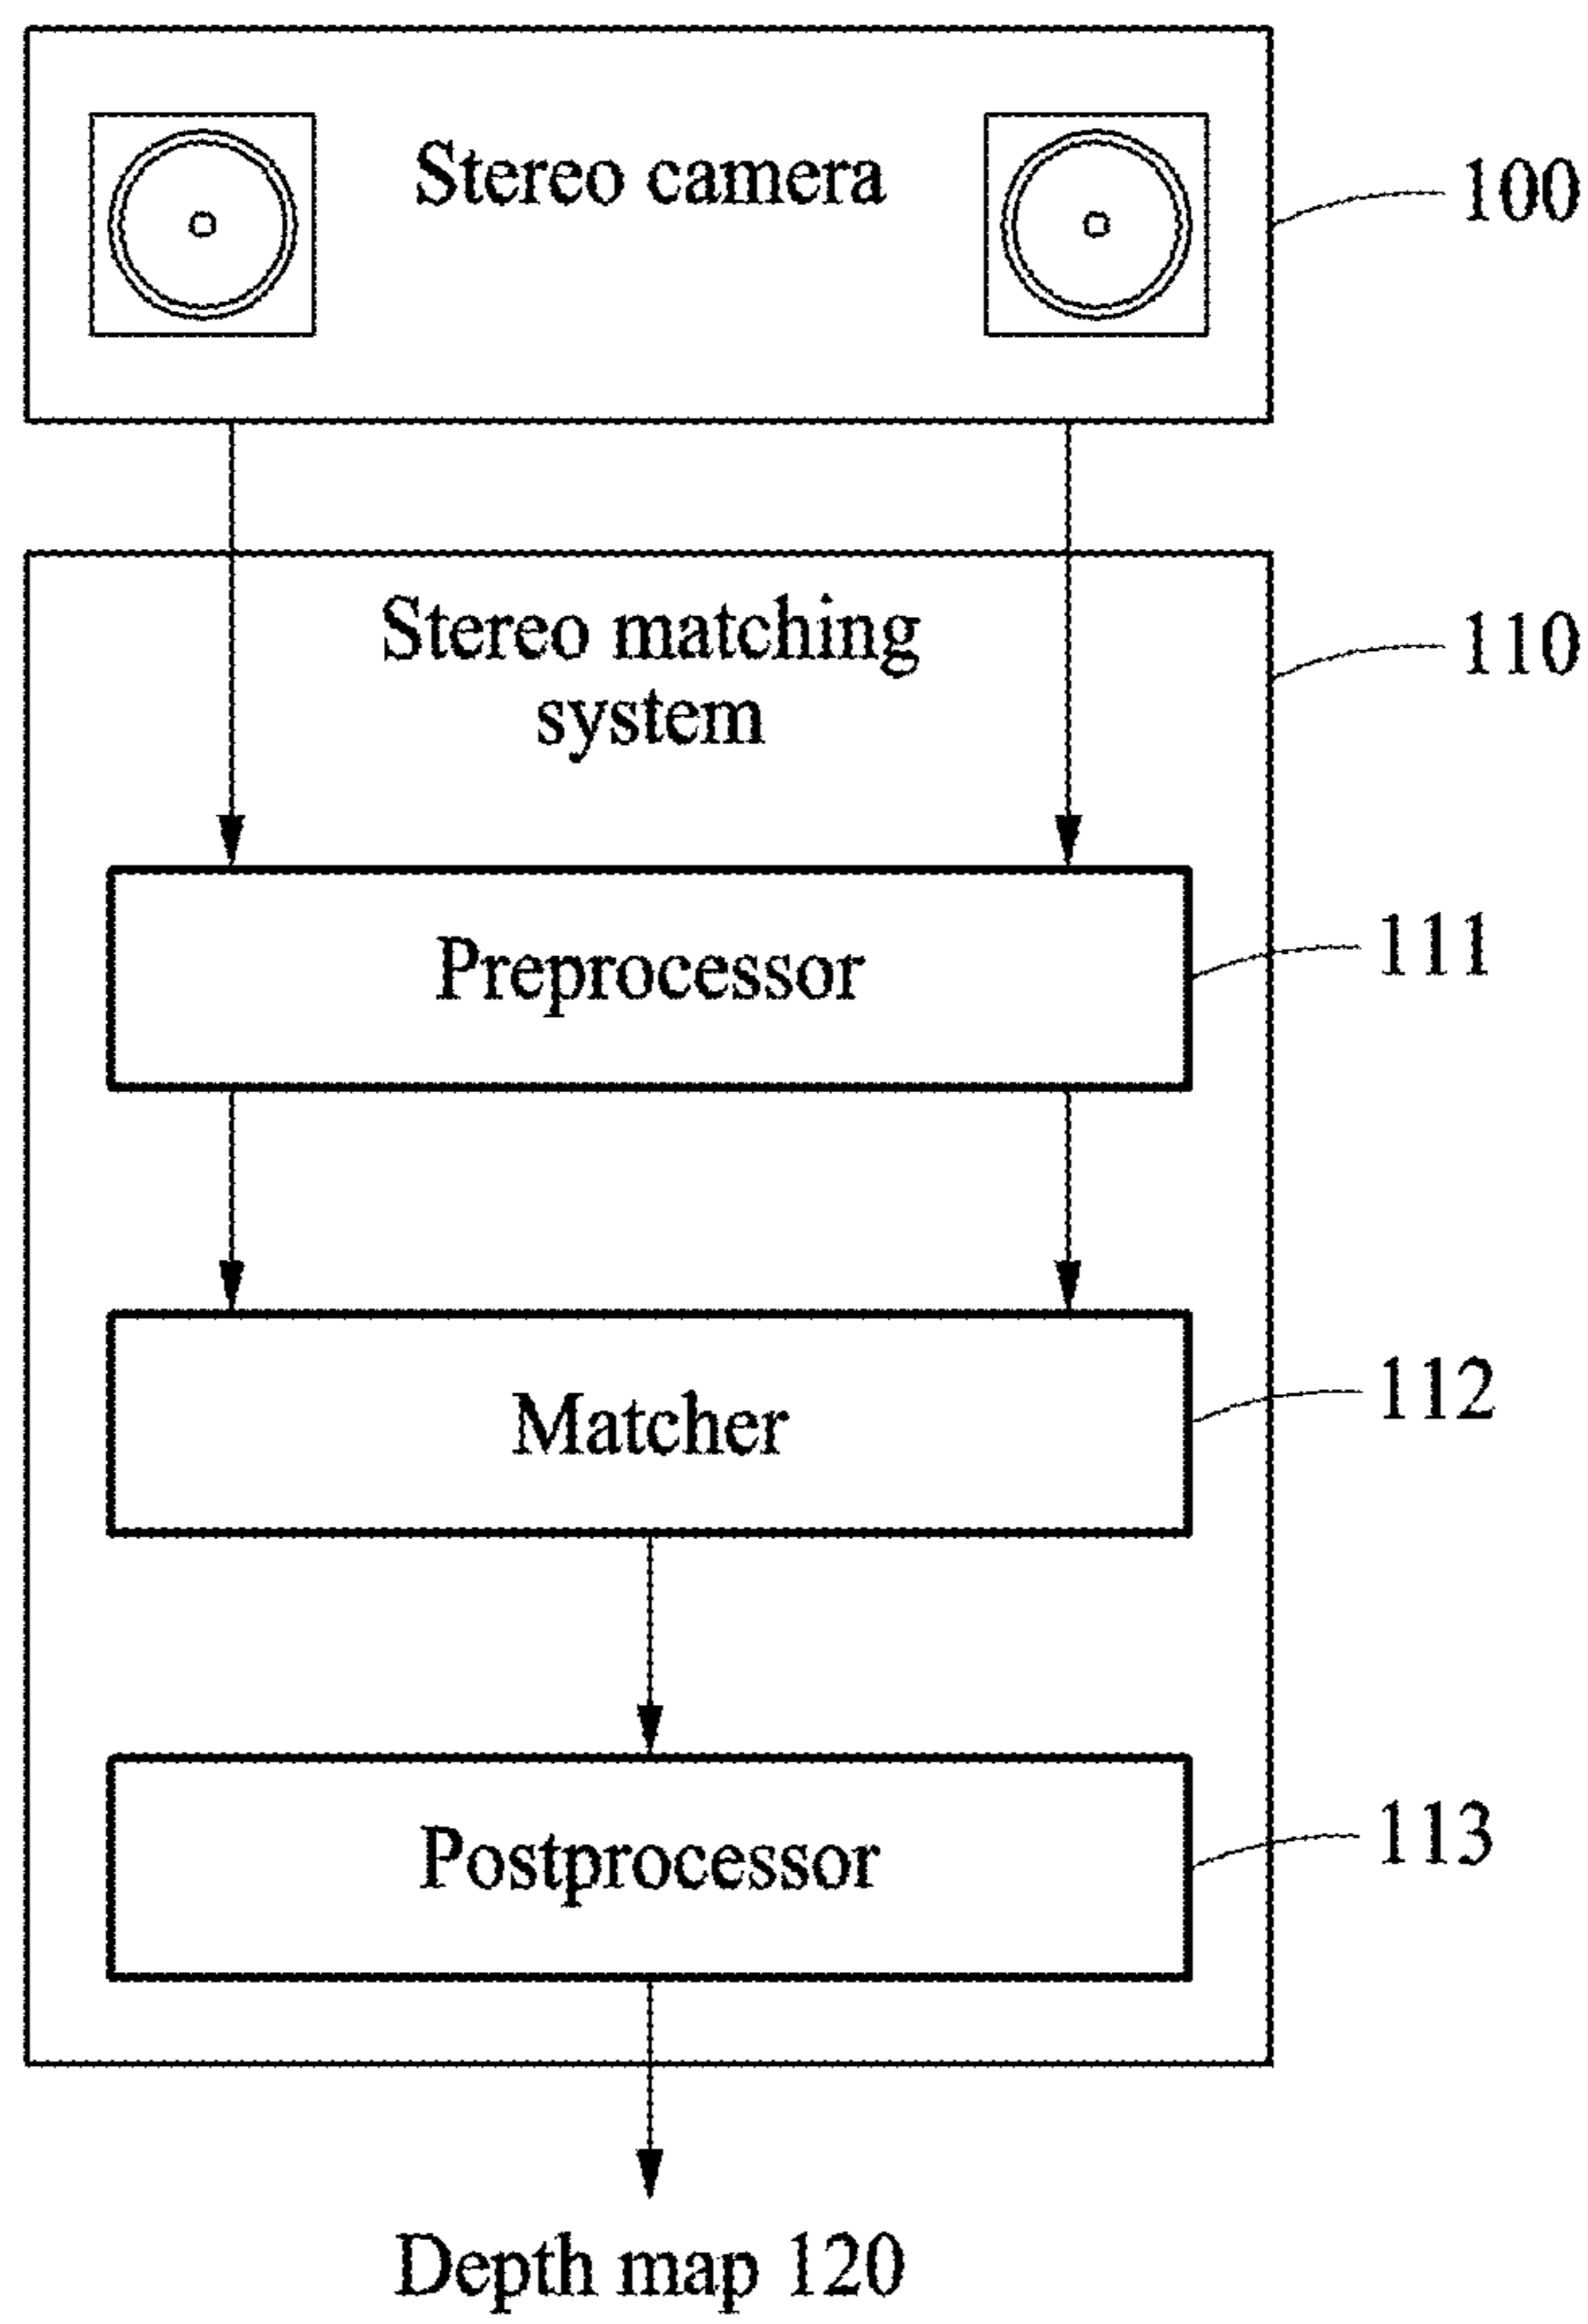 Stereo camera
100
Stereo matching
system
110
Preprocessor
111
Matcher
112
Postprocessor
113
Depth map 120